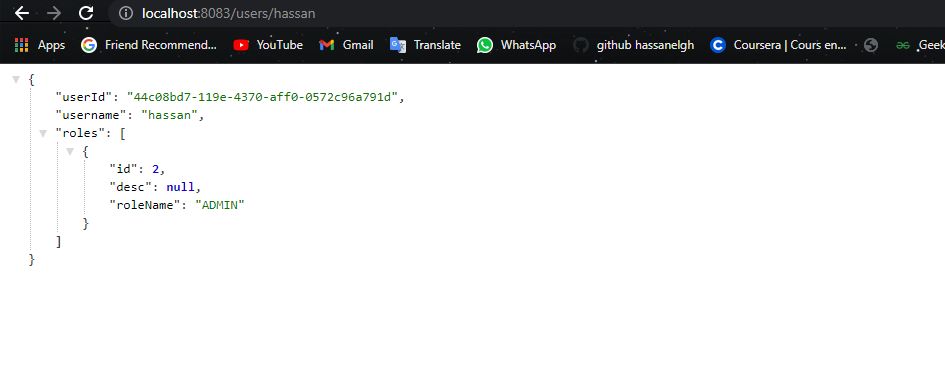 localhost:8083/users/hassan
Apps Friend Recommend... YouTube Gmail Translate WhatsApp github hassanelgh Coursera | Cours en... Geek
{
"userId": "44c08bd7-119e-4370-aff0-0572c96a791d",
"username": "hassan",
"roles": [
{
"id": 2,
"desc": null,
"roleName": "ADMIN"
}
]
}